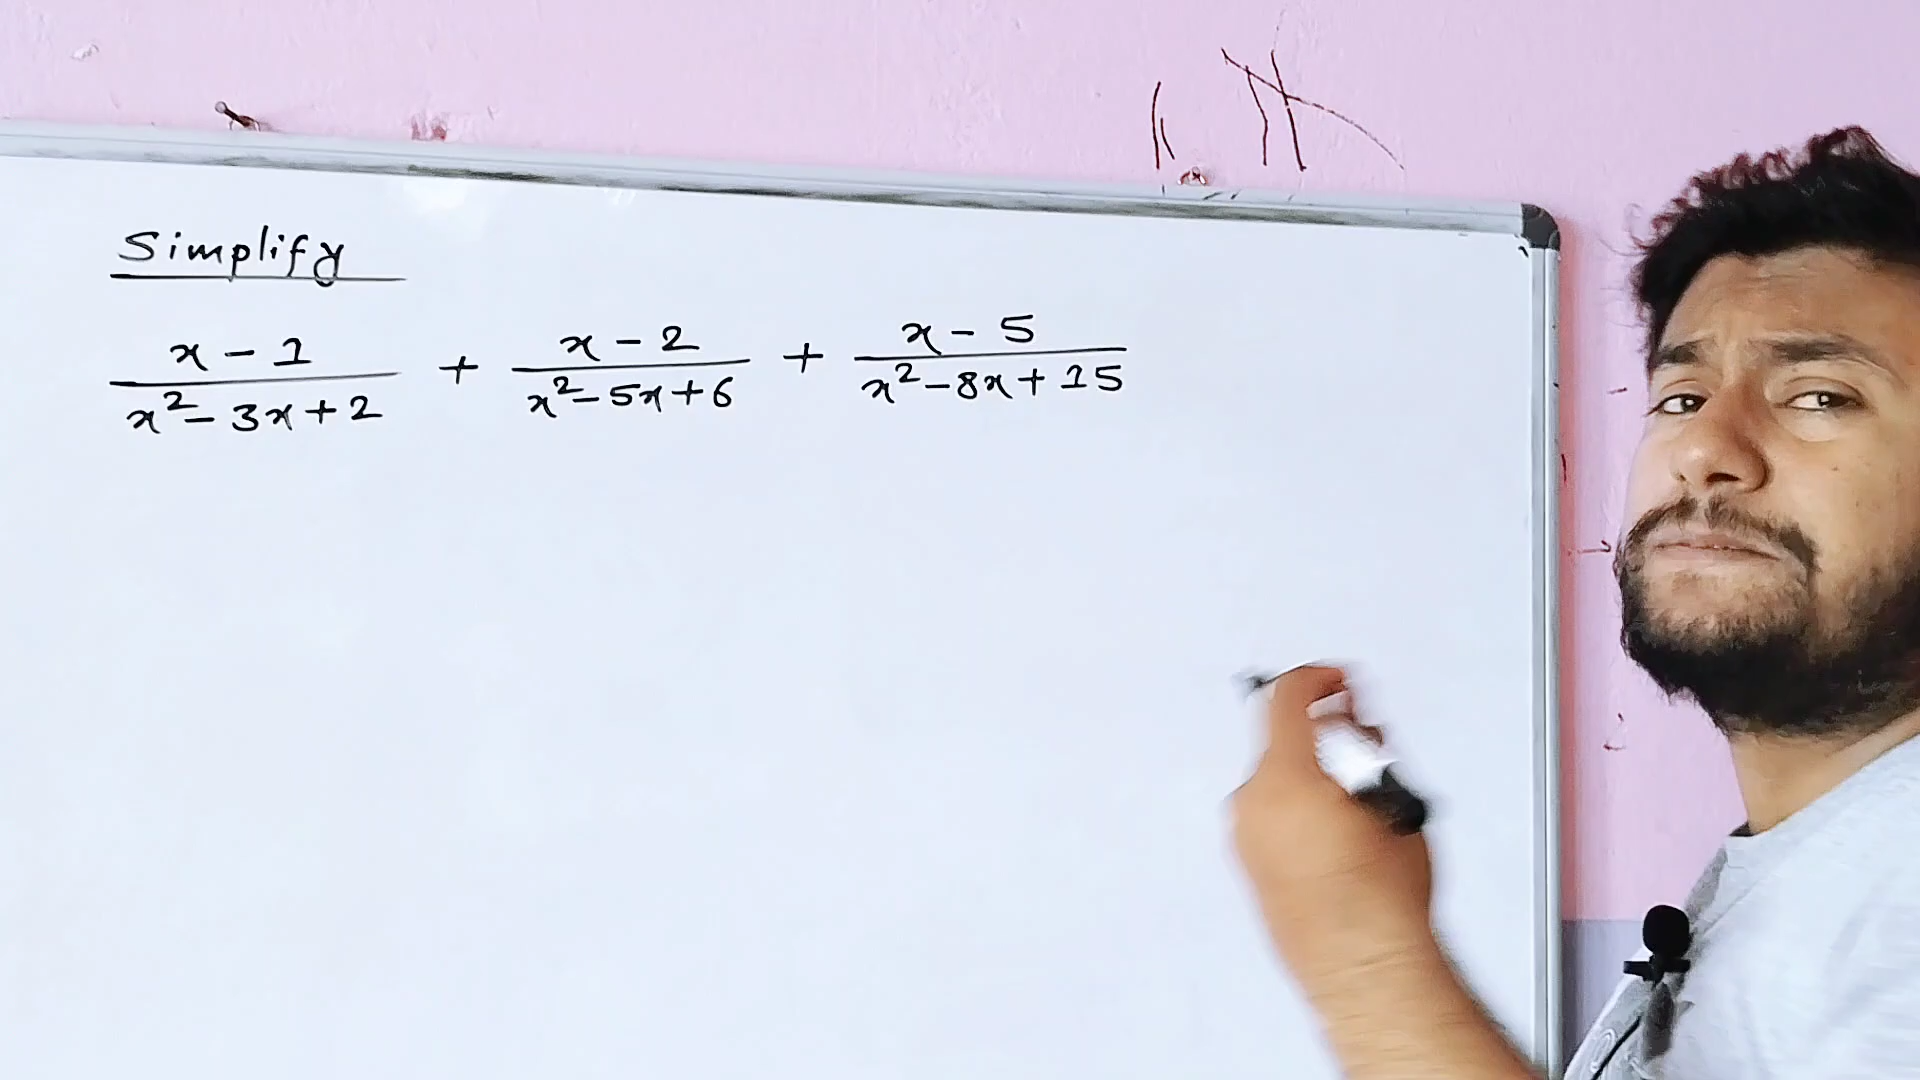 Simplify
x - 1 / x² - 3x + 2 + x - 2 / x² - 5x + 6 + x - 5 / x² - 8x + 15